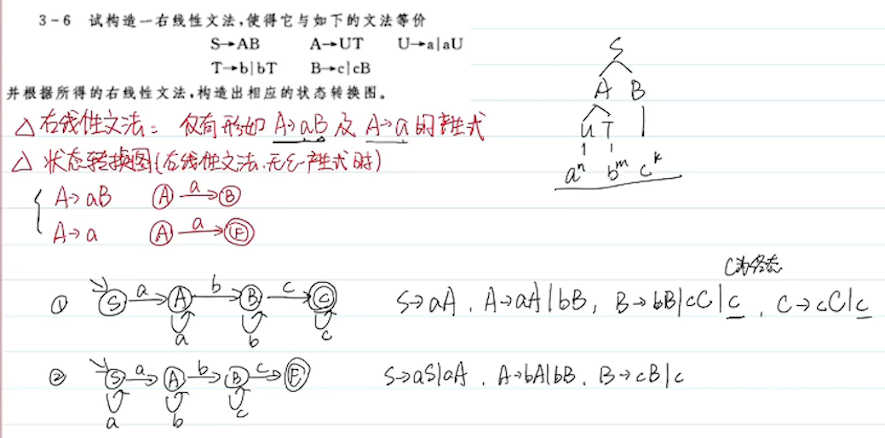 3-6 试构造一右线性文法,使得它与如下的文法等价
S→AB A→UT U→a|aU
T→b|bT B→c|cB
并根据所得的右线性文法,构造出相应的状态转换图。
△ 右线性文法: 仅有形如 A→aB 及 A→a 的产生式
△ 状态转换图(右线性文法.无ε产生式时)
A→aB A a B
A→a A a F
S
A B
U T
aⁿ bᵐ cᵏ
C为终态
① S a A b B c C S→aA , A→aA|bB, B→bB|cC|c , C→cC|c
a b c
② S a A b B c F S→aS|aA , A→bA|bB, B→cB|c
a b c